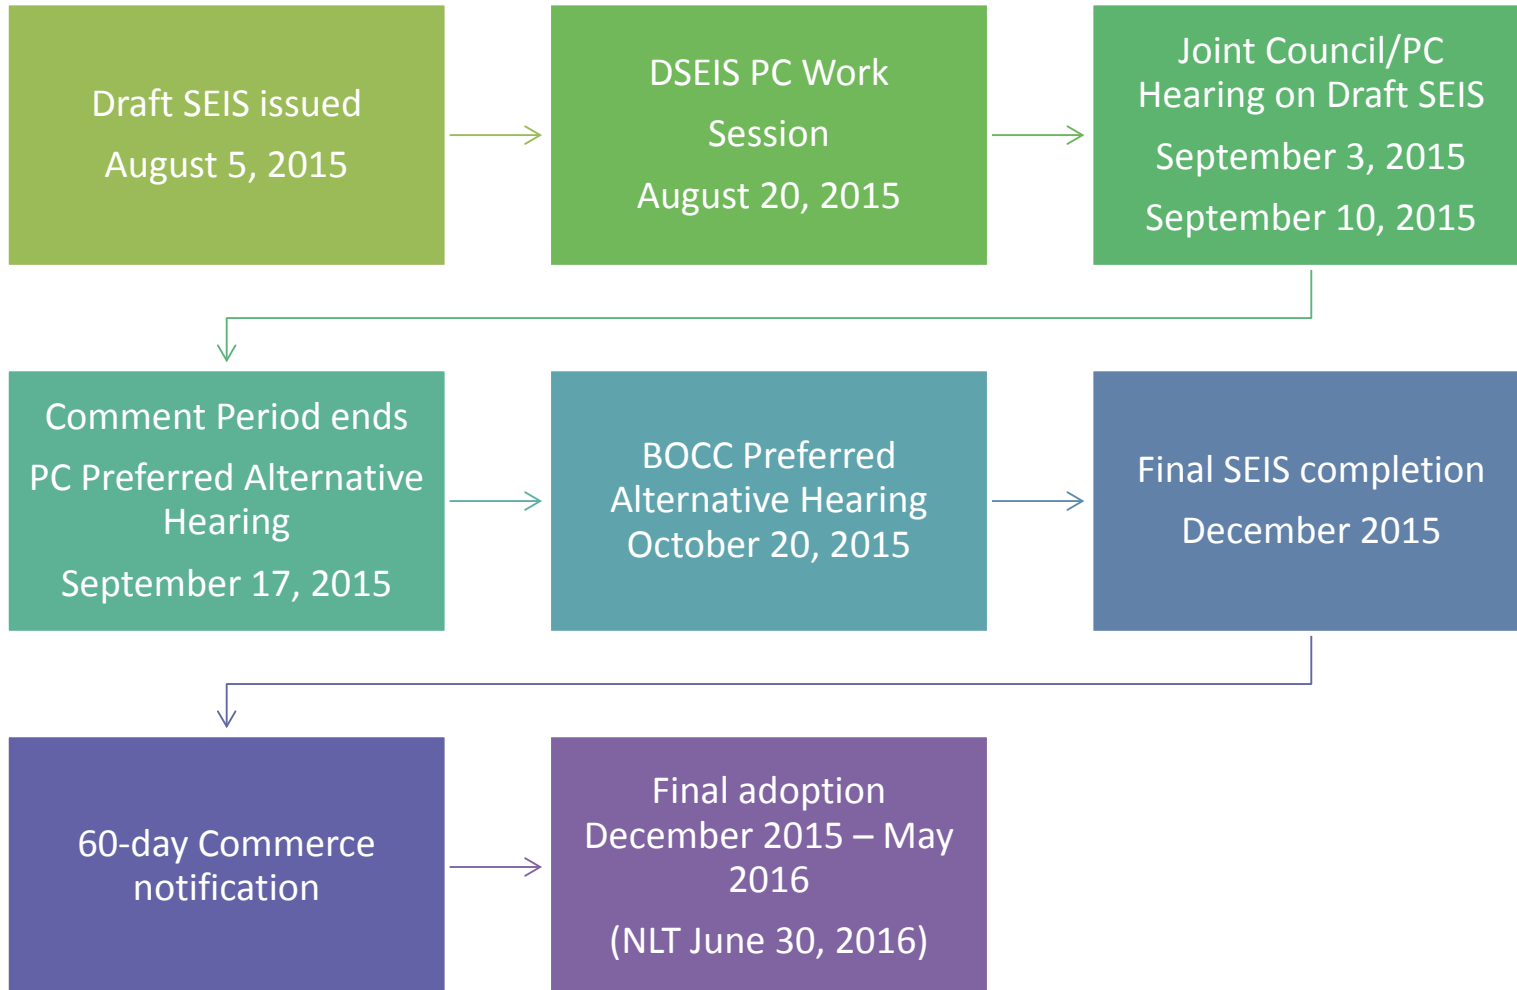 Draft SEIS issued
August 5, 2015
DSEIS PC Work
Session
August 20, 2015
Joint Council/PC
Hearing on Draft SEIS
September 3, 2015
September 10, 2015
Comment Period ends
PC Preferred Alternative
Hearing
September 17, 2015
BOCC Preferred
Alternative Hearing
October 20, 2015
Final SEIS completion
December 2015
60-day Commerce
notification
Final adoption
December 2015 – May
2016
(NLT June 30, 2016)